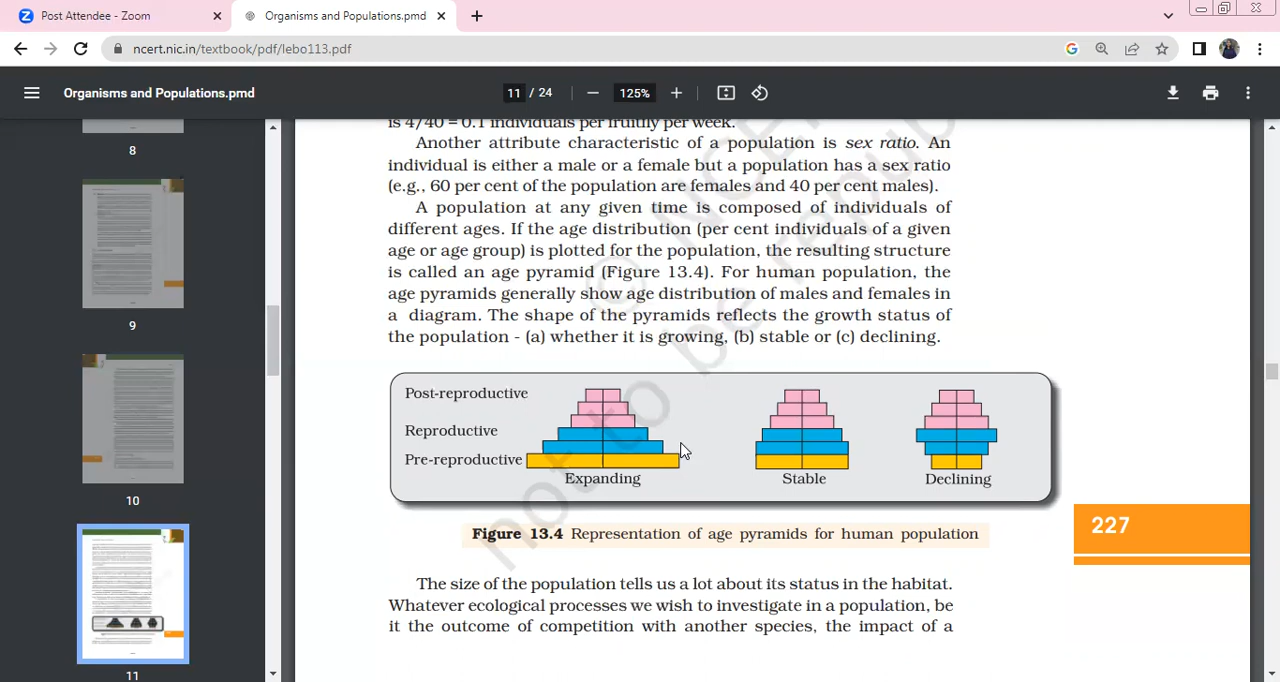 Post Attendee - Zoom
Organisms and Populations.pmd
ncert.nic.in/textbook/pdf/lebo113.pdf
Organisms and Populations.pmd
11 / 24
125%
8
9
10
11
is 4/40 = 0.1 individuals per fruitfly per week.
Another attribute characteristic of a population is sex ratio. An
individual is either a male or a female but a population has a sex ratio
(e.g., 60 per cent of the population are females and 40 per cent males).
A population at any given time is composed of individuals of
different ages. If the age distribution (per cent individuals of a given
age or age group) is plotted for the population, the resulting structure
is called an age pyramid (Figure 13.4). For human population, the
age pyramids generally show age distribution of males and females in
a diagram. The shape of the pyramids reflects the growth status of
the population - (a) whether it is growing, (b) stable or (c) declining.
Post-reproductive
Reproductive
Pre-reproductive
Expanding
Stable
Declining
Figure 13.4 Representation of age pyramids for human population
227
The size of the population tells us a lot about its status in the habitat.
Whatever ecological processes we wish to investigate in a population, be
it the outcome of competition with another species, the impact of a
© NCER
not to be repub